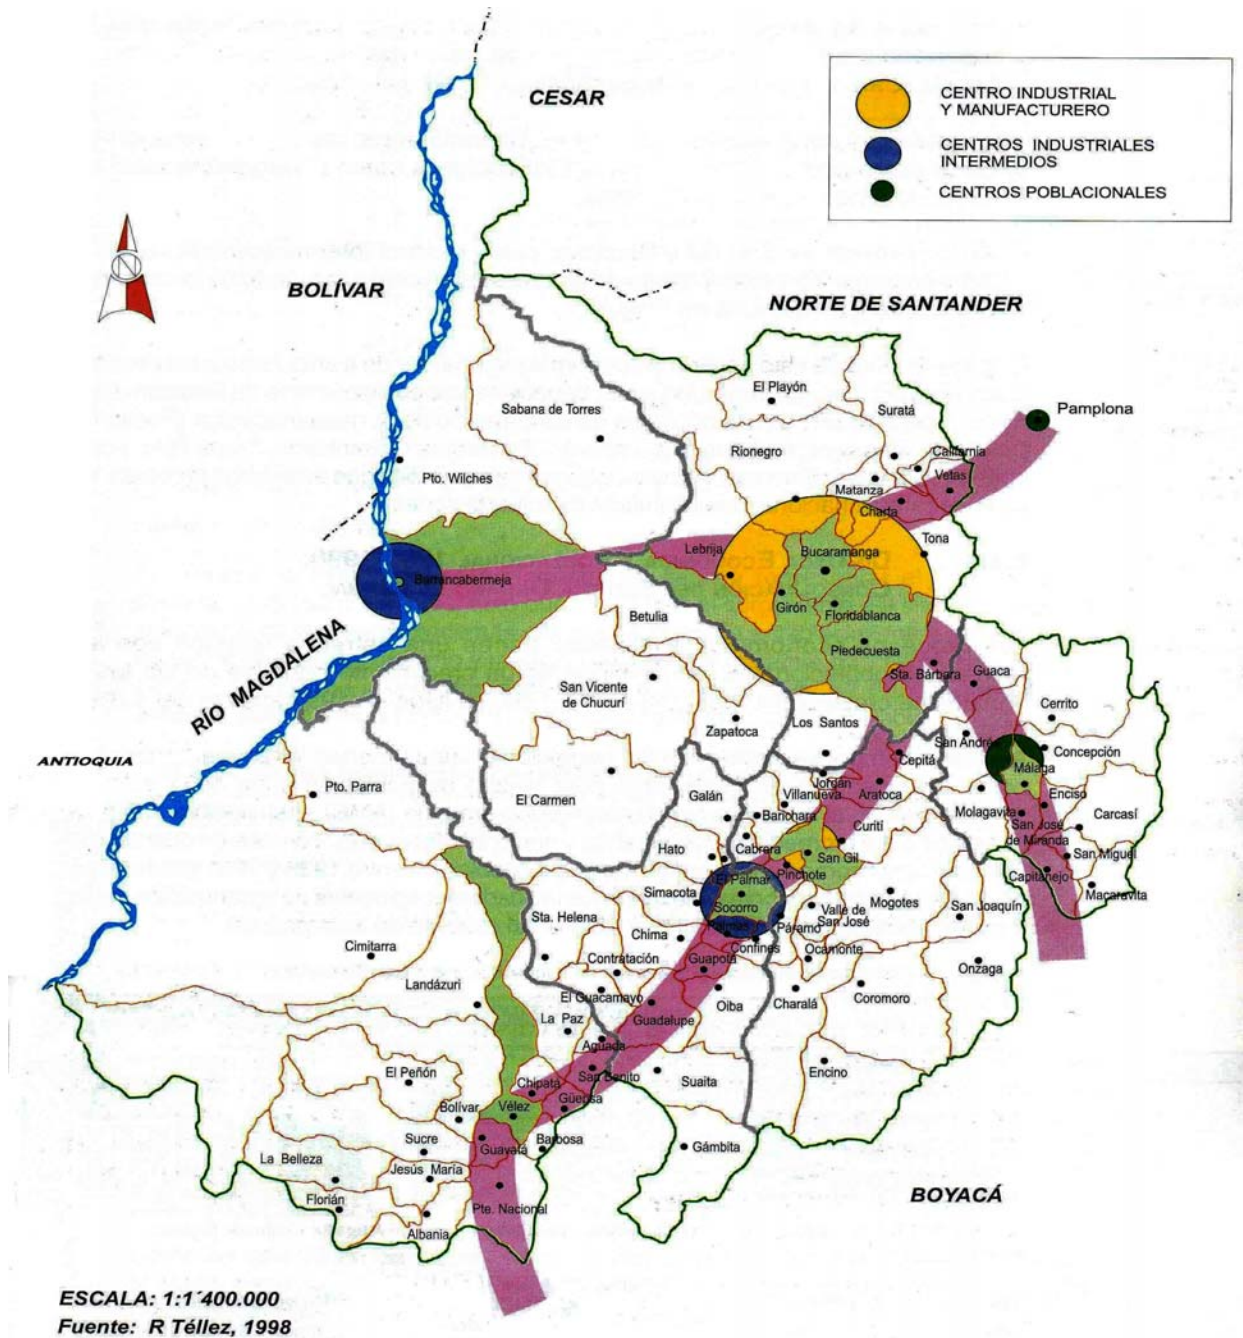 CESAR
CENTRO INDUSTRIAL
Y MANUFACTURERO
CENTROS INDUSTRIALES
INTERMEDIOS
CENTROS POBLACIONALES
N
BOLÍVAR
NORTE DE SANTANDER
El Playón
Sabana de Torres
Suratá
Pamplona
Rionegro
California
Pto. Wilches
Vetas
Matanza
Charta
Tona
Lebrija
Bucaramanga
Barrancabermeja
Girón
Floridablanca
Betulia
Piedecuesta
RÍO MAGDALENA
Sta. Bárbara
Guaca
San Vicente
de Chucurí
Cerrito
Zapatoca
Los Santos
San André
Concepción
ANTIOQUIA
Cepitá
Málaga
Pto. Parra
Jordán
Villanueva
Aratoca
Enciso
El Carmen
Galán
Molagavita
Barichara
Carcasí
San José
de Miranda
Curití
Cabrera
Hato
San Gil
San Miguel
Pinchote
Capitanejo
El Palmar
Simacota
Macaravita
Mogotes
Socorro
San Joaquín
Valle de
San José
Sta. Helena
Páramo
Chima
Confines
Cimitarra
Ocamonte
Contratación
Guapotá
Onzaga
Landázuri
El Guacamayo
Charalá
Coromoro
Oiba
La Paz
Guadalupe
Aguada
El Peñón
San Benito
Encino
Suaita
Chipatá
Güepsa
Bolívar
Vélez
Sucre
Barbosa
Guavatá
Gámbita
La Belleza
Jesús María
BOYACÁ
Florián
Pte. Nacional
Albania
ESCALA: 1:1´400.000
Fuente: R Téllez, 1998